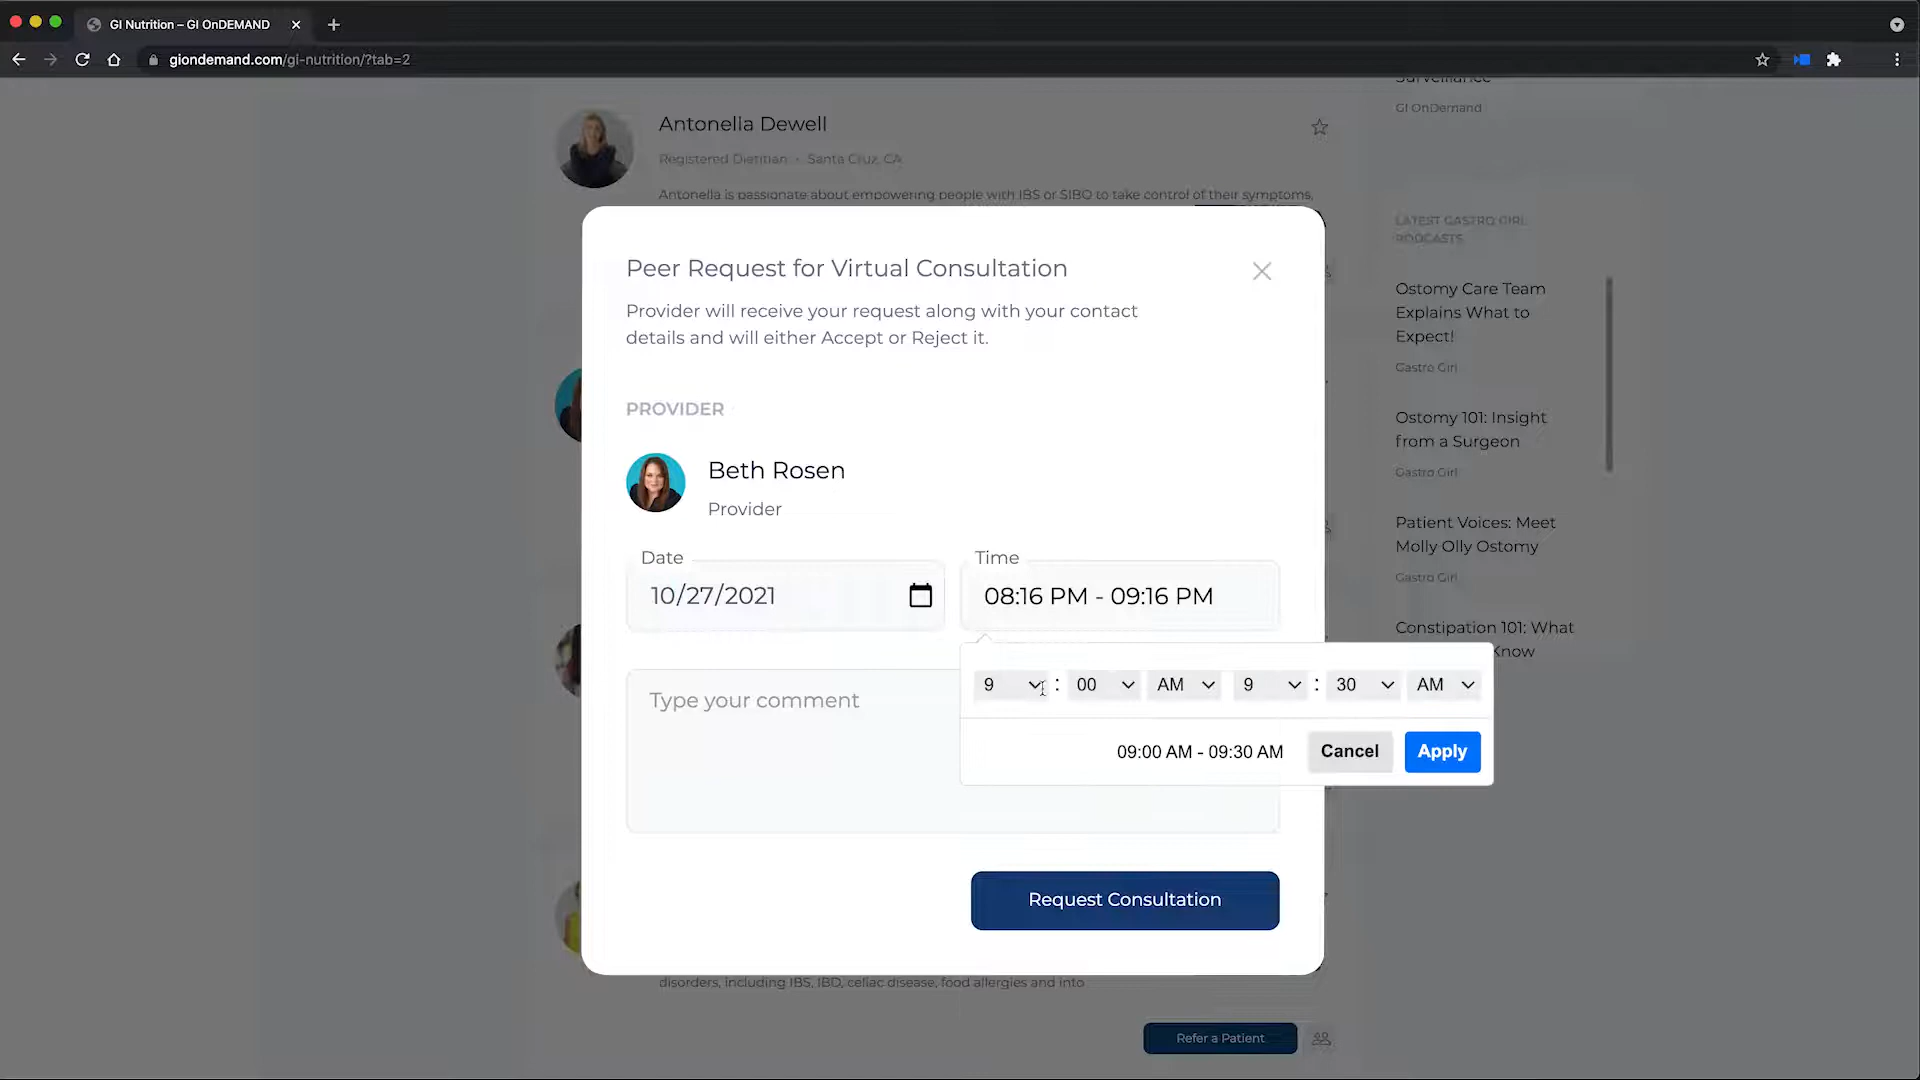 GI Nutrition – GI OnDEMAND
giondemand.com/gi-nutrition/?tab=2
Surveillance
GI OnDemand
Antonella Dewell
Registered Dietitian · Santa Cruz, CA
Antonella is passionate about empowering people with IBS or SIBO to take control of their symptoms,
LATEST GASTRO GIRL
PODCASTS
Ostomy Care Team
Explains What to
Expect!
Gastro Girl
Ostomy 101: Insight
from a Surgeon
Gastro Girl
Patient Voices: Meet
Molly Olly Ostomy
Gastro Girl
Constipation 101: What
Know
Peer Request for Virtual Consultation
Provider will receive your request along with your contact
details and will either Accept or Reject it.
PROVIDER
Beth Rosen
Provider
Date
10/27/2021
Time
08:16 PM - 09:16 PM
9 : 00 AM 9 : 30 AM
09:00 AM - 09:30 AM
Cancel
Apply
Type your comment
Request Consultation
disorders, including IBS, IBD, celiac disease, food allergies and into
Refer a Patient